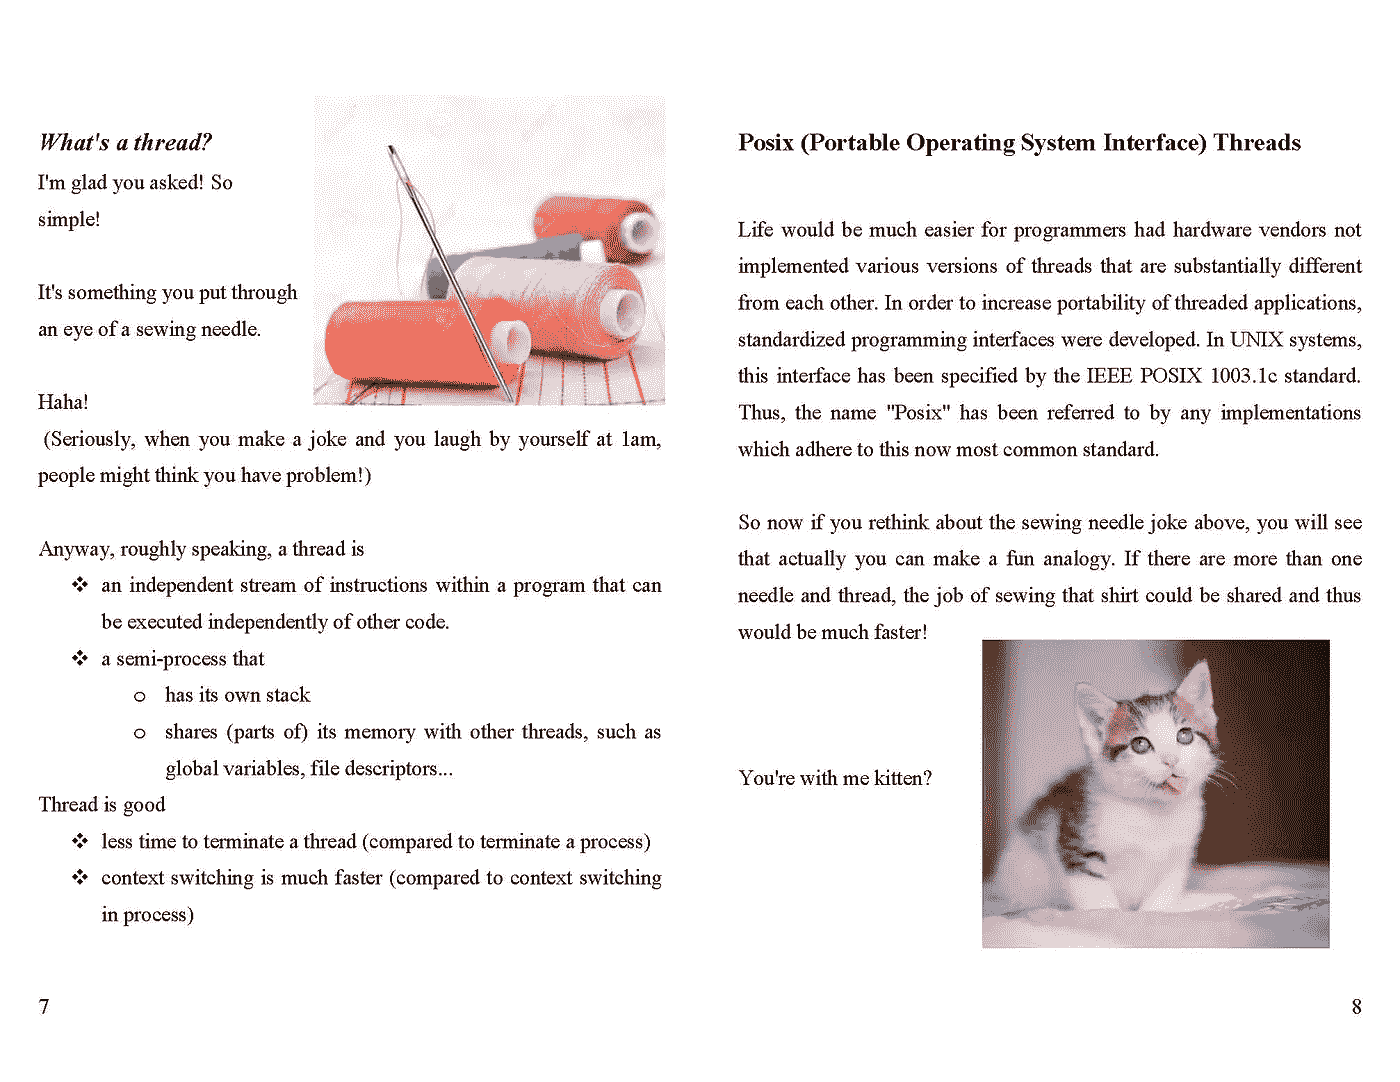 What's a thread?
I'm glad you asked! So
simple!
It's something you put through
an eye of a sewing needle.
Haha!
(Seriously, when you make a joke and you laugh by yourself at 1am,
people might think you have problem!)
Anyway, roughly speaking, a thread is
❖ an independent stream of instructions within a program that can
be executed independently of other code.
❖ a semi-process that
o has its own stack
o shares (parts of) its memory with other threads, such as
global variables, file descriptors...
Thread is good
❖ less time to terminate a thread (compared to terminate a process)
❖ context switching is much faster (compared to context switching
in process)
7
Posix (Portable Operating System Interface) Threads
Life would be much easier for programmers had hardware vendors not
implemented various versions of threads that are substantially different
from each other. In order to increase portability of threaded applications,
standardized programming interfaces were developed. In UNIX systems,
this interface has been specified by the IEEE POSIX 1003.1c standard.
Thus, the name "Posix" has been referred to by any implementations
which adhere to this now most common standard.
So now if you rethink about the sewing needle joke above, you will see
that actually you can make a fun analogy. If there are more than one
needle and thread, the job of sewing that shirt could be shared and thus
would be much faster!
You're with me kitten?
8